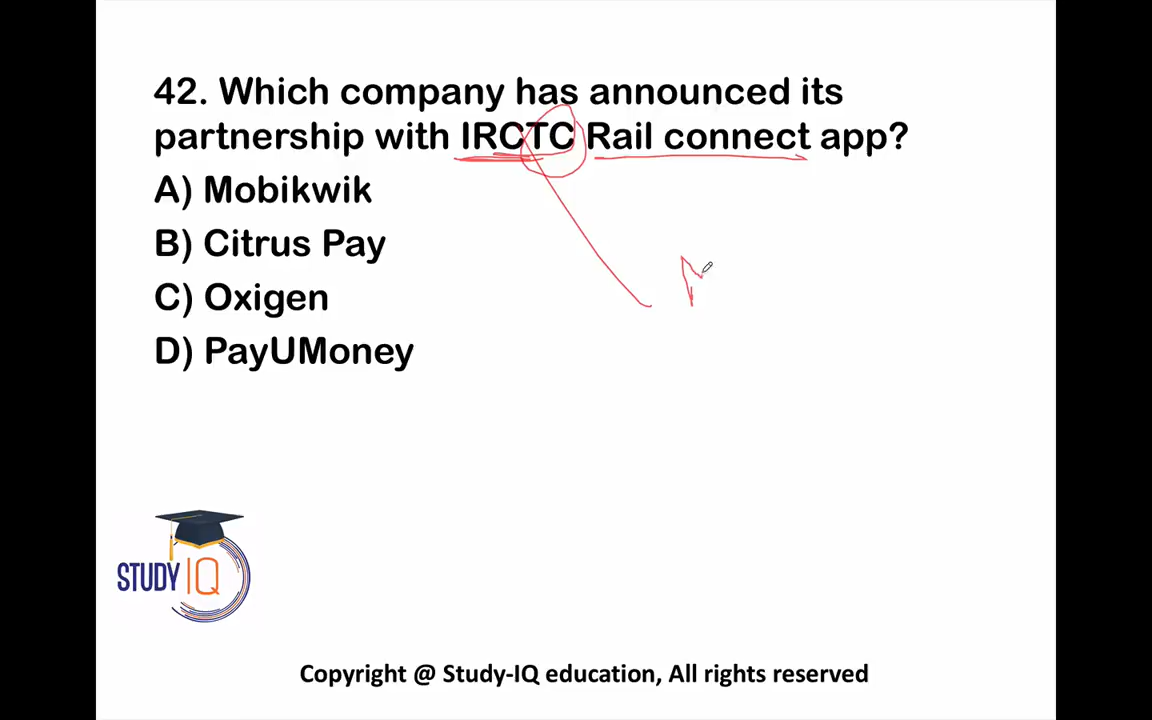 42. Which company has announced its
partnership with IRCTC Rail connect app?
A) Mobikwik
B) Citrus Pay
C) Oxigen
D) PayUMoney
STUDY IQ
Copyright @ Study-IQ education, All rights reserved